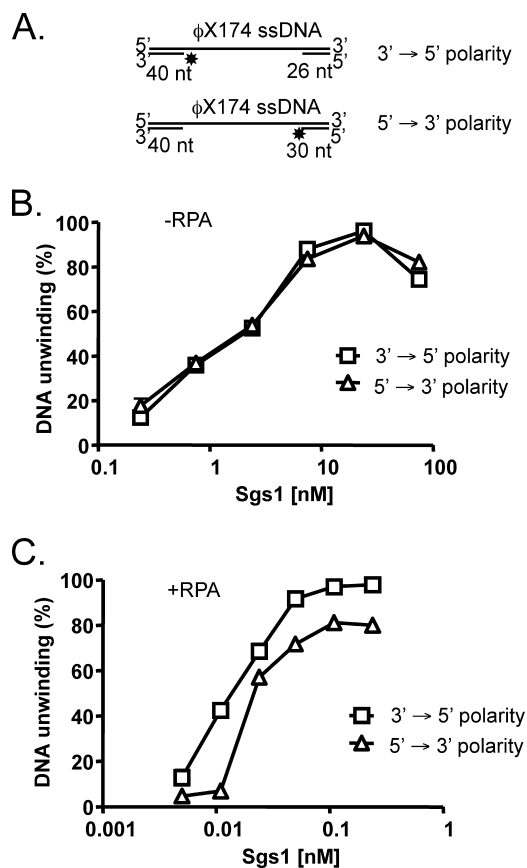 A.
ϕX174 ssDNA
5’ 3’
3’ 5’
40 nt 26 nt
3’ → 5’ polarity
ϕX174 ssDNA
5’ 3’
3’ 5’
40 nt 30 nt
5’ → 3’ polarity
B.
-RPA
DNA unwinding (%)
100
80
60
40
20
0
3’ → 5’ polarity
5’ → 3’ polarity
0.1 1 10 100
Sgs1 [nM]
C.
+RPA
DNA unwinding (%)
100
80
60
40
20
0
3’ → 5’ polarity
5’ → 3’ polarity
0.001 0.01 0.1 1
Sgs1 [nM]